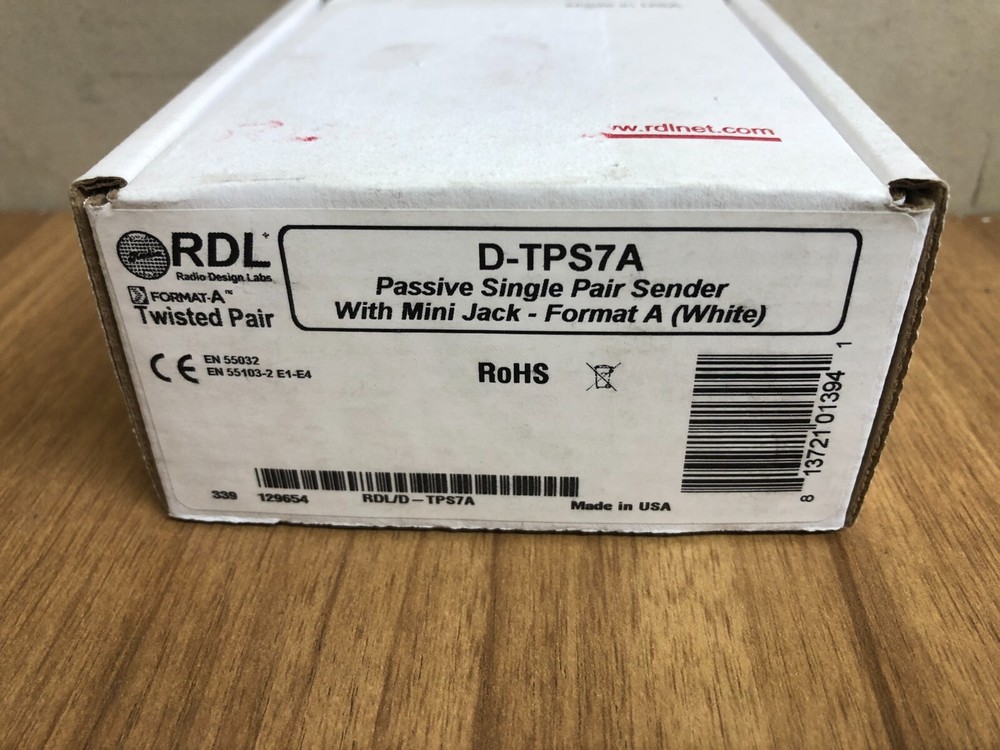 w.rdlnet.com
RDL
Radio Design Labs
FORMAT-A™
Twisted Pair
D-TPS7A
Passive Single Pair Sender
With Mini Jack - Format A (White)
CE EN 55032
EN 55103-2 E1-E4
RoHS
8 13721 01394 1
339 129654 RDL/D-TPS7A
Made in USA